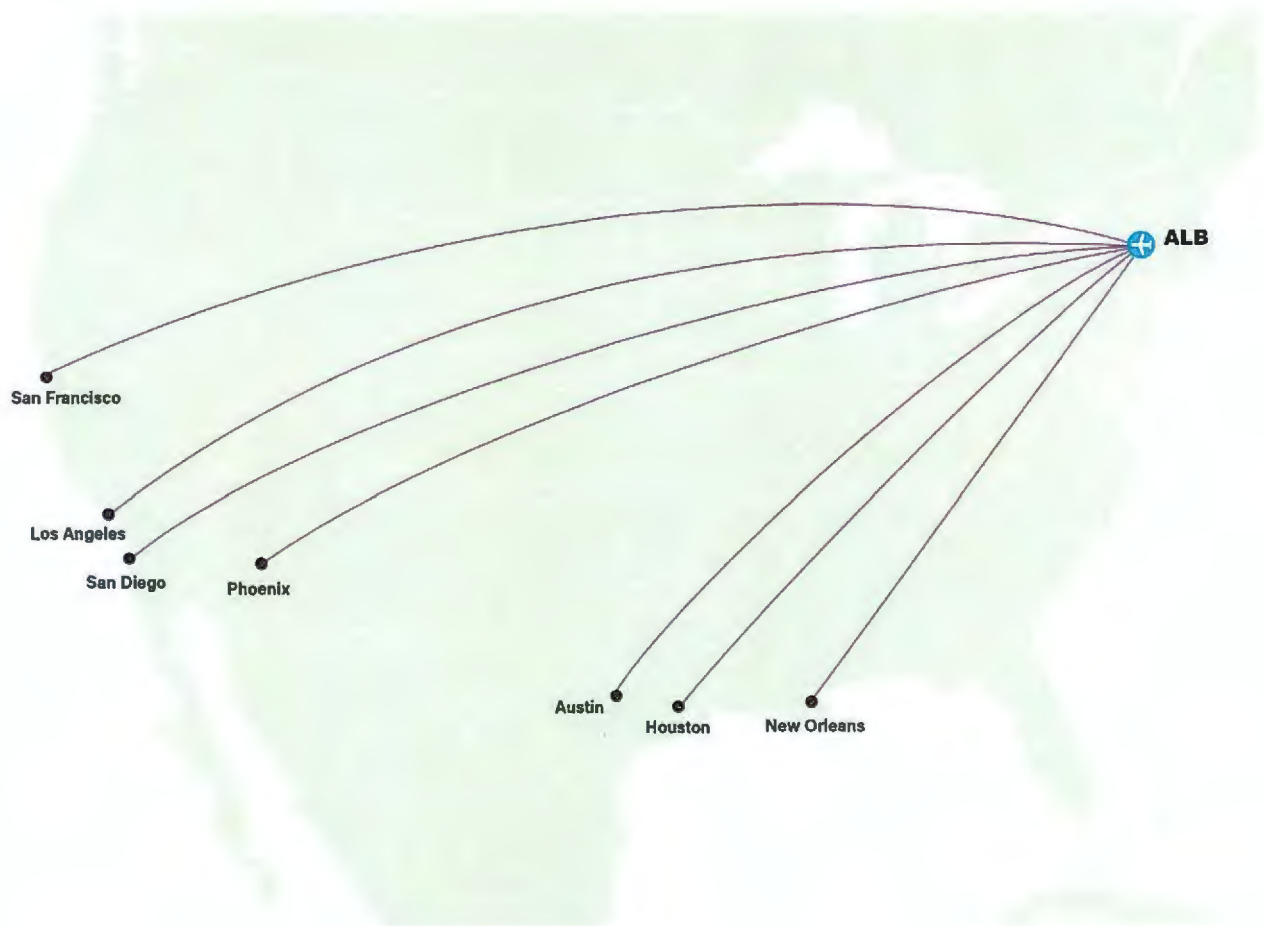 ALB
San Francisco
Los Angeles
San Diego
Phoenix
Austin
Houston
New Orleans